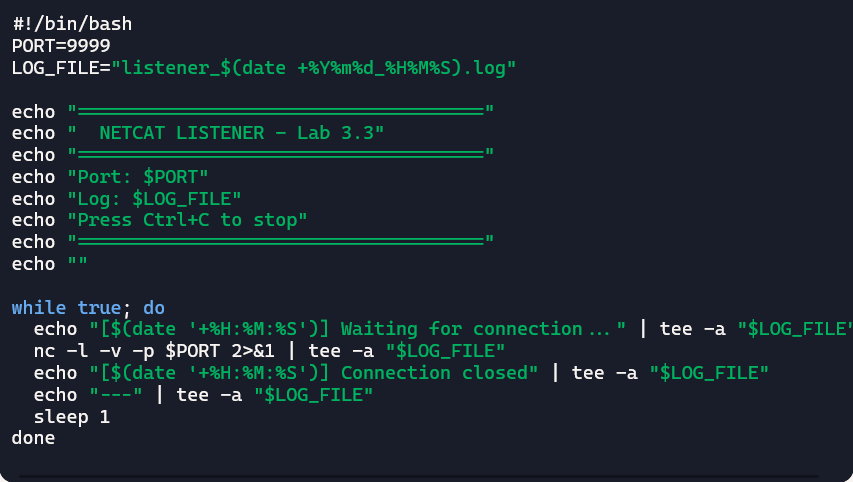 #!/bin/bash
PORT=9999
LOG_FILE="listener_$(date +%Y%m%d_%H%M%S).log"
echo "====================================="
echo "  NETCAT LISTENER - Lab 3.3"
echo "====================================="
echo "Port: $PORT"
echo "Log: $LOG_FILE"
echo "Press Ctrl+C to stop"
echo "====================================="
echo ""
while true; do
  echo "[$(date '+%H:%M:%S')] Waiting for connection..." | tee -a "$LOG_FILE"
  nc -l -v -p $PORT 2>&1 | tee -a "$LOG_FILE"
  echo "[$(date '+%H:%M:%S')] Connection closed" | tee -a "$LOG_FILE"
  echo "---" | tee -a "$LOG_FILE"
  sleep 1
done